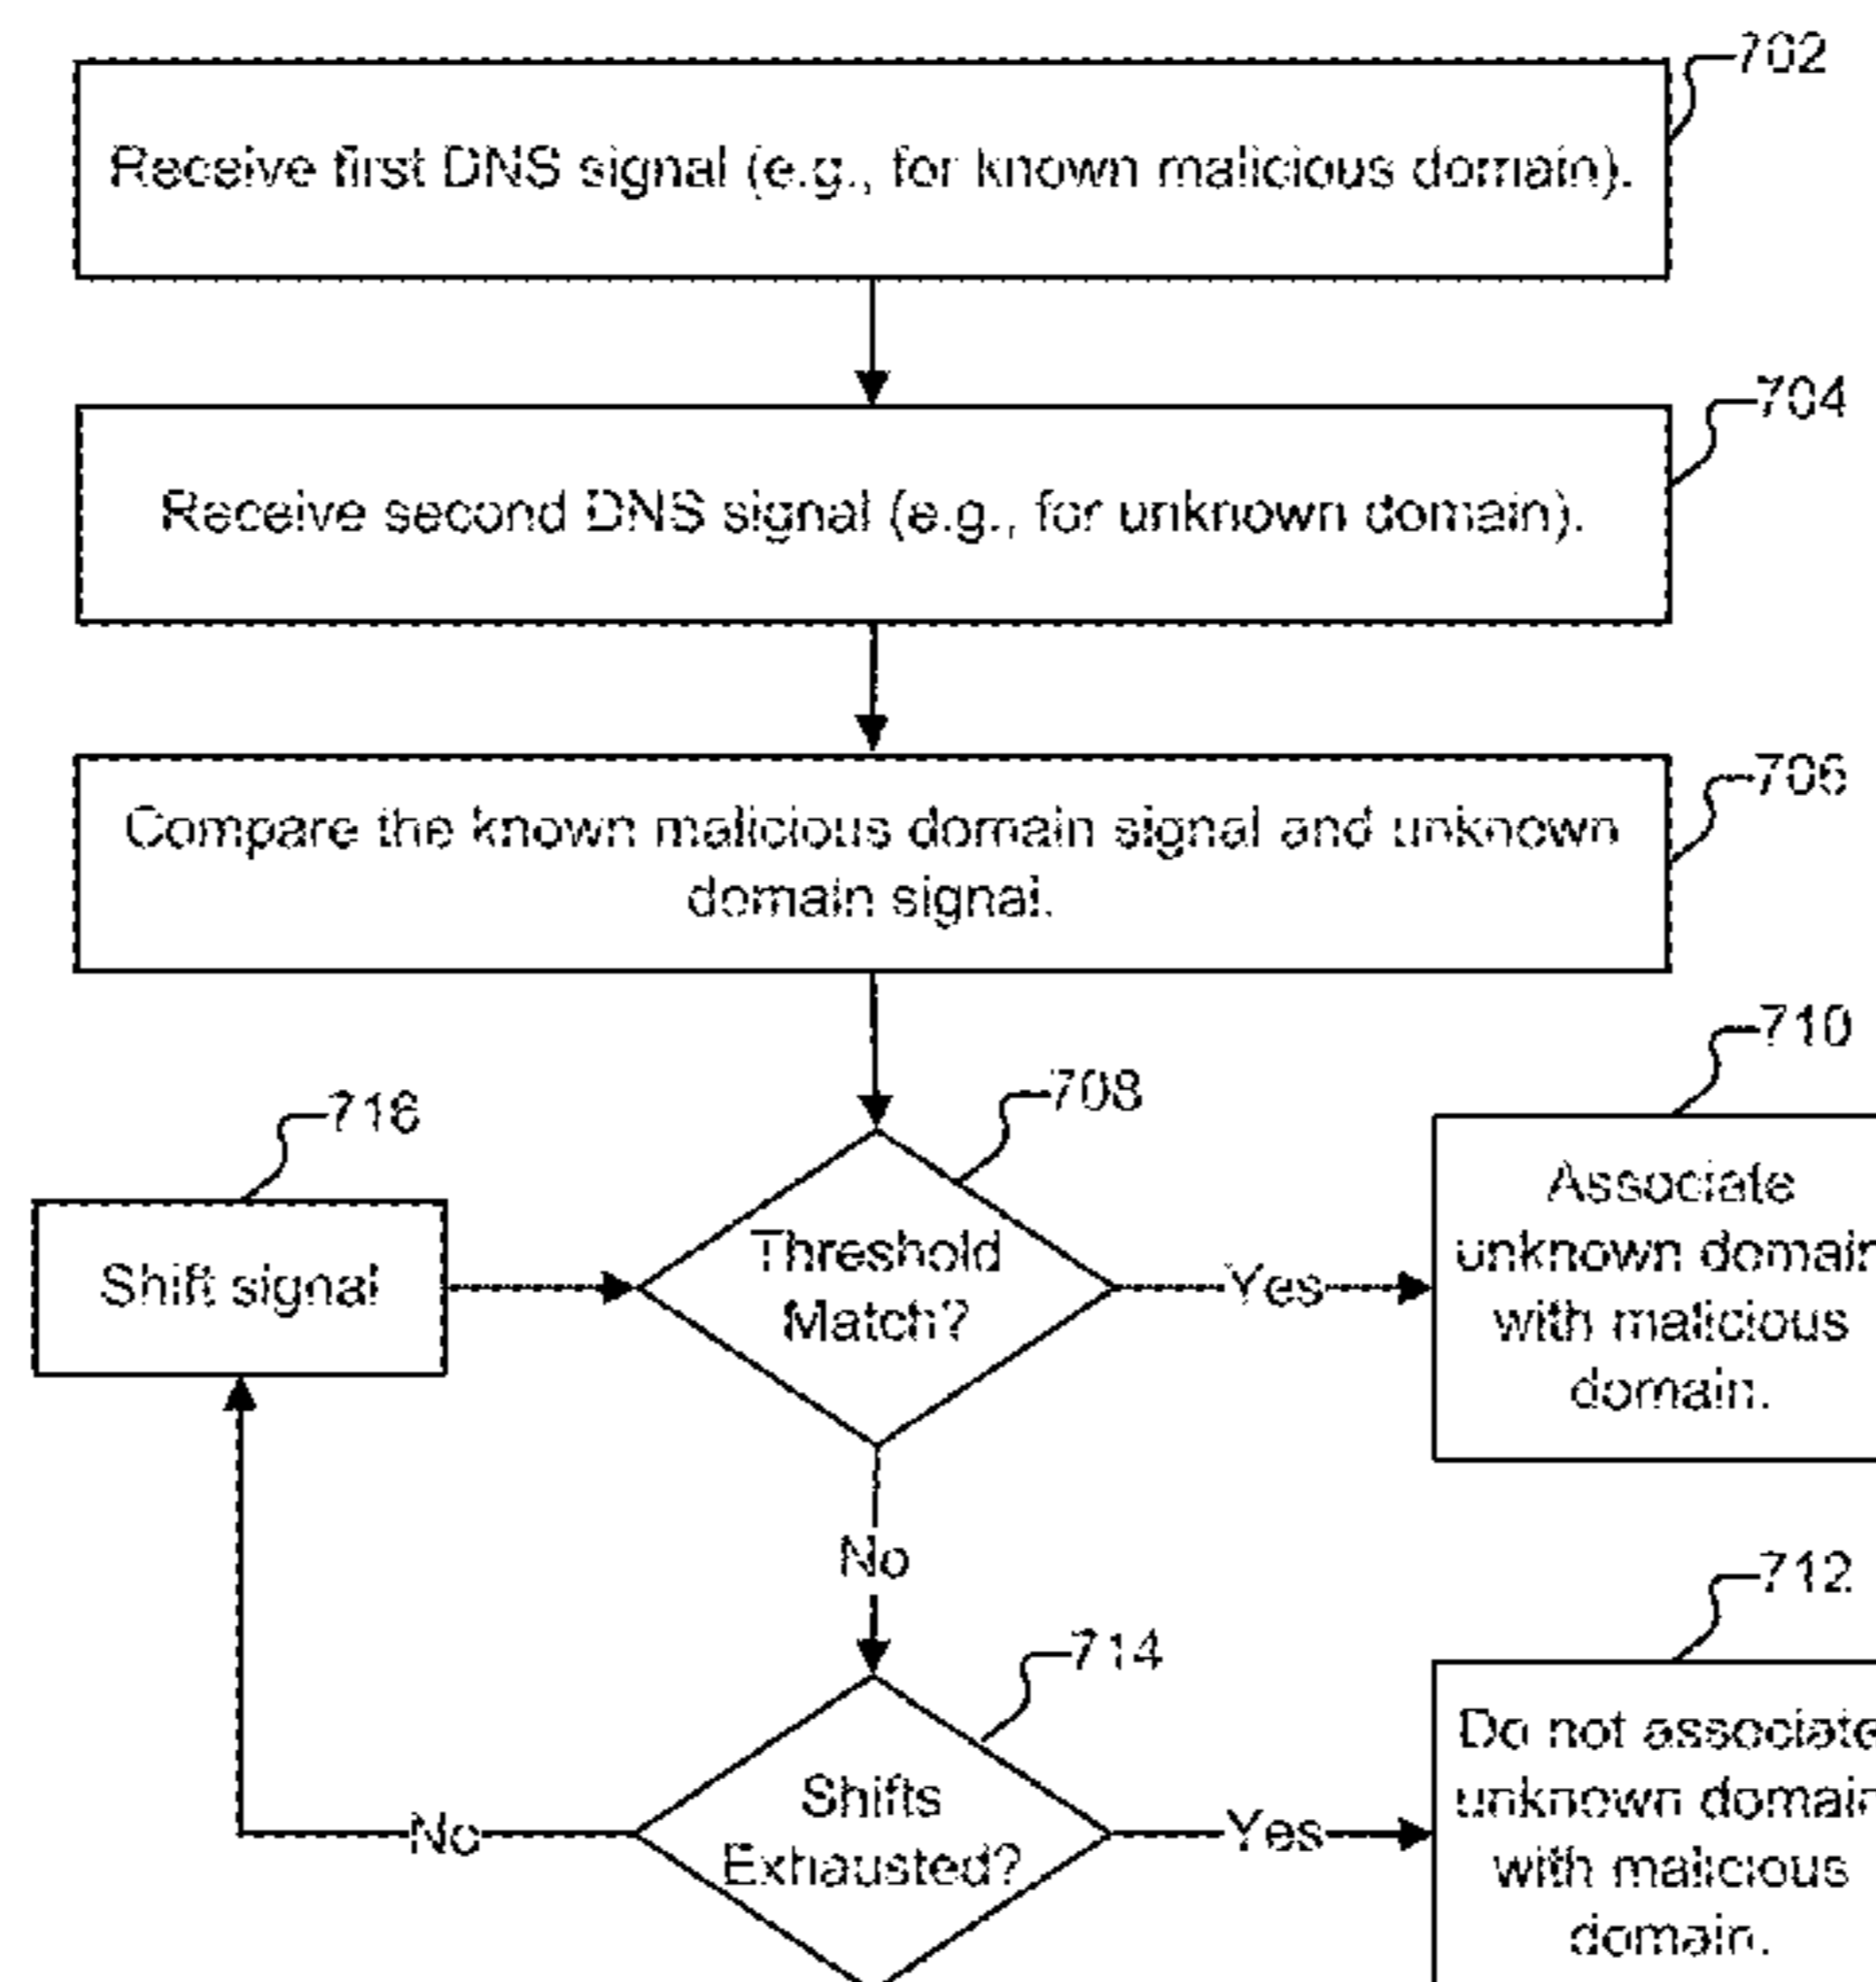 702
Receive first DNS signal (e.g., for known malicious domain).
704
Receive second DNS signal (e.g., for unknown domain).
706
Compare the known malicious domain signal and unknown
domain signal.
710
708
716
Associate
unknown domain
with malicious
domain.
Threshold
Match?
Shift signal
Yes
No
712
714
Do not associate
unknown domain
with malicious
domain.
Shifts
Exhausted?
No
Yes